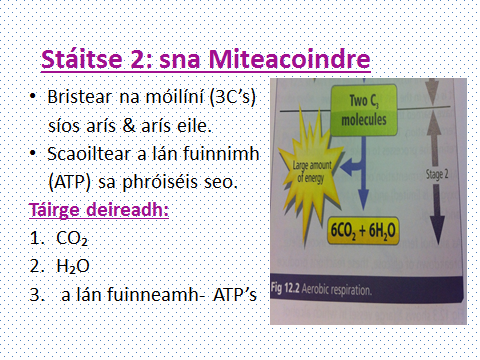 Stáitse 2: sna Miteacoindre
• Bristear na móilíní (3C’s)
síos arís & arís eile.
• Scaoiltear a lán fuinnimh
(ATP) sa phróiséis seo.
Táirge deireadh:
1. CO₂
2. H₂O
3. a lán fuinneamh- ATP’s
Two C₃
molecules
Large amount
of energy
Stage 2
6CO₂ + 6H₂O
Fig 12.2 Aerobic respiration.